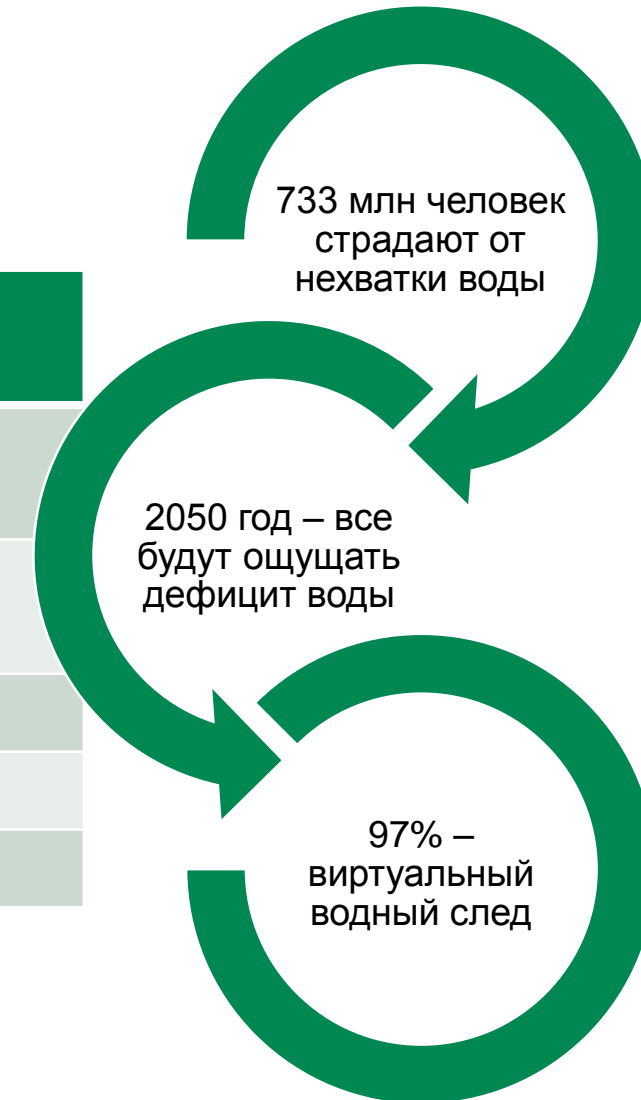 733 млн человек
страдают от
нехватки воды
2050 год – все
будут ощущать
дефицит воды
97% –
виртуальный
водный след